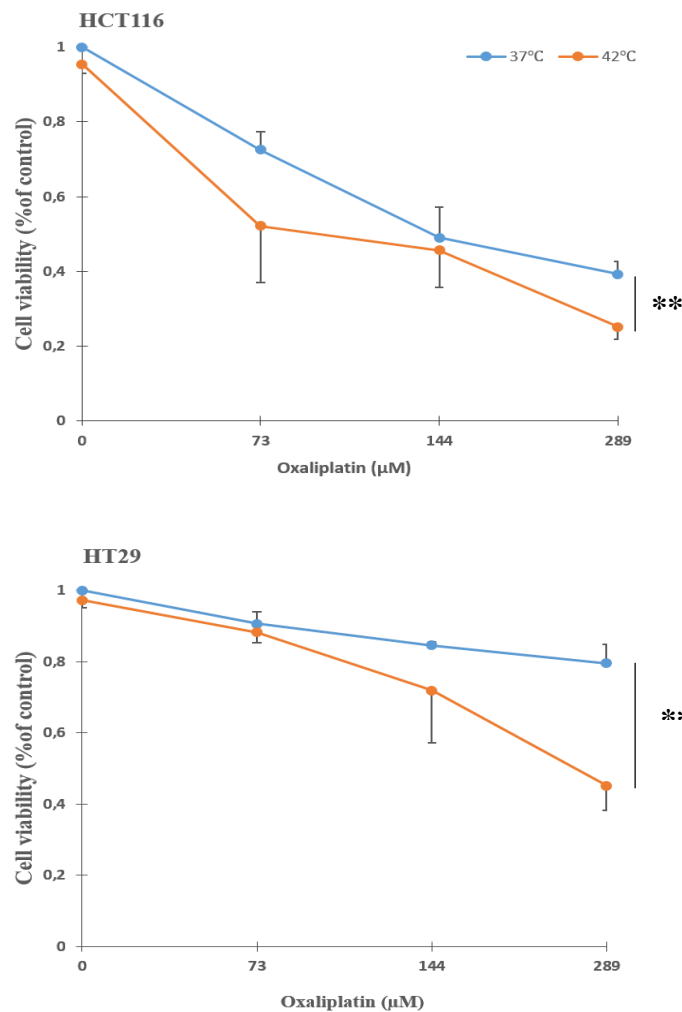 HCT116
37°C 42°C
Cell viability (%of control)
1
0,8
0,6
0,4
0,2
0
**
0 73 144 289
Oxaliplatin (µM)
HT29
Cell viability (%of control)
1
0,8
0,6
0,4
0,2
0
0 73 144 289
Oxaliplatin (µM)